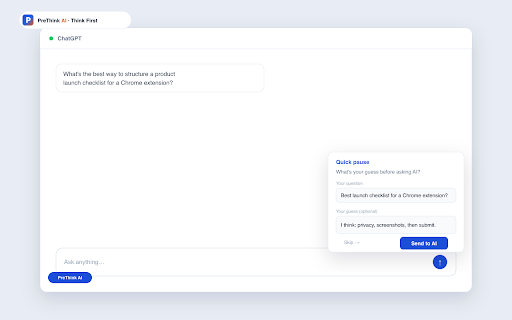 P PreThink AI - Think First
ChatGPT
What's the best way to structure a product
launch checklist for a Chrome extension?
Quick pause
What's your guess before asking AI?
Your question
Best launch checklist for a Chrome extension?
Your guess (optional)
I think: privacy, screenshots, then submit.
Skip →
Send to AI
Ask anything...
↑
PreThink AI